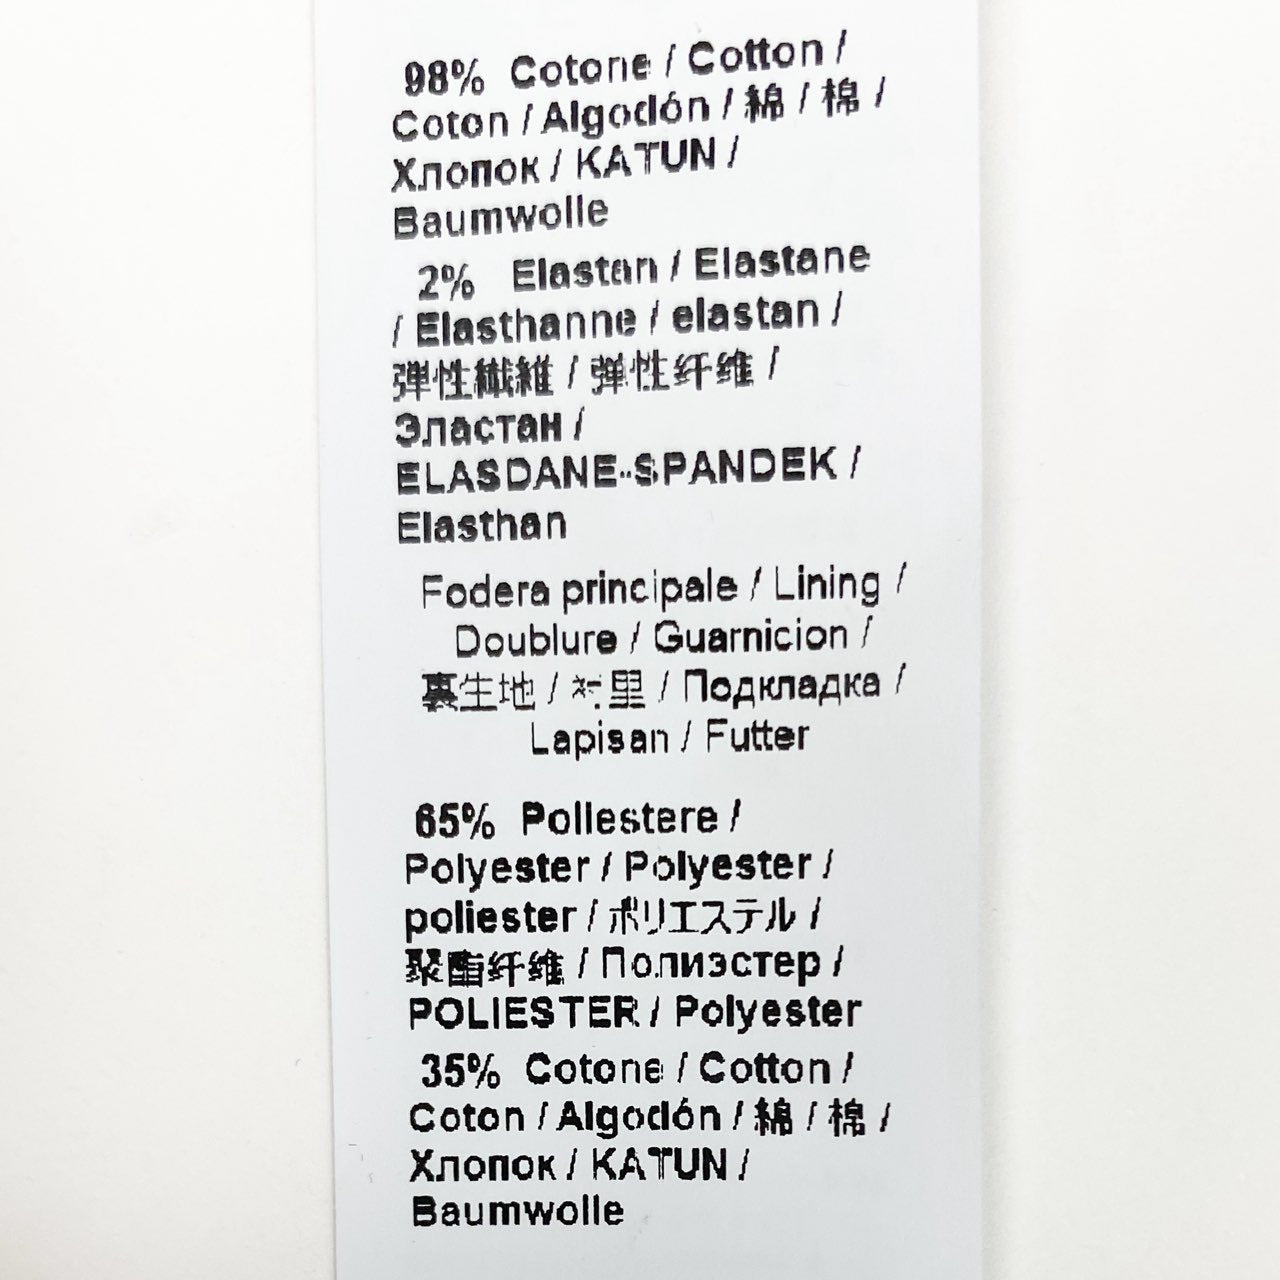 98% Cotone / Cotton /
Coton / Algodón / 綿 / 棉 /
Хлопок / KATUN /
Baumwolle
2% Elastan / Elastane
/ Elasthanne / elastan /
弾性繊維 / 弹性纤维 /
Эластан /
ELASDANE-SPANDEK /
Elasthan
Fodera principale / Lining /
Doublure / Guarnicion /
裏生地 / 衬里 / Подкладка /
Lapisan / Futter
65% Poliestere /
Polyester / Polyester /
poliester / ポリエステル /
聚酯纤维 / Полиэстер /
POLIESTER / Polyester
35% Cotone / Cotton /
Coton / Algodón / 綿 / 棉 /
Хлопок / KATUN /
Baumwolle